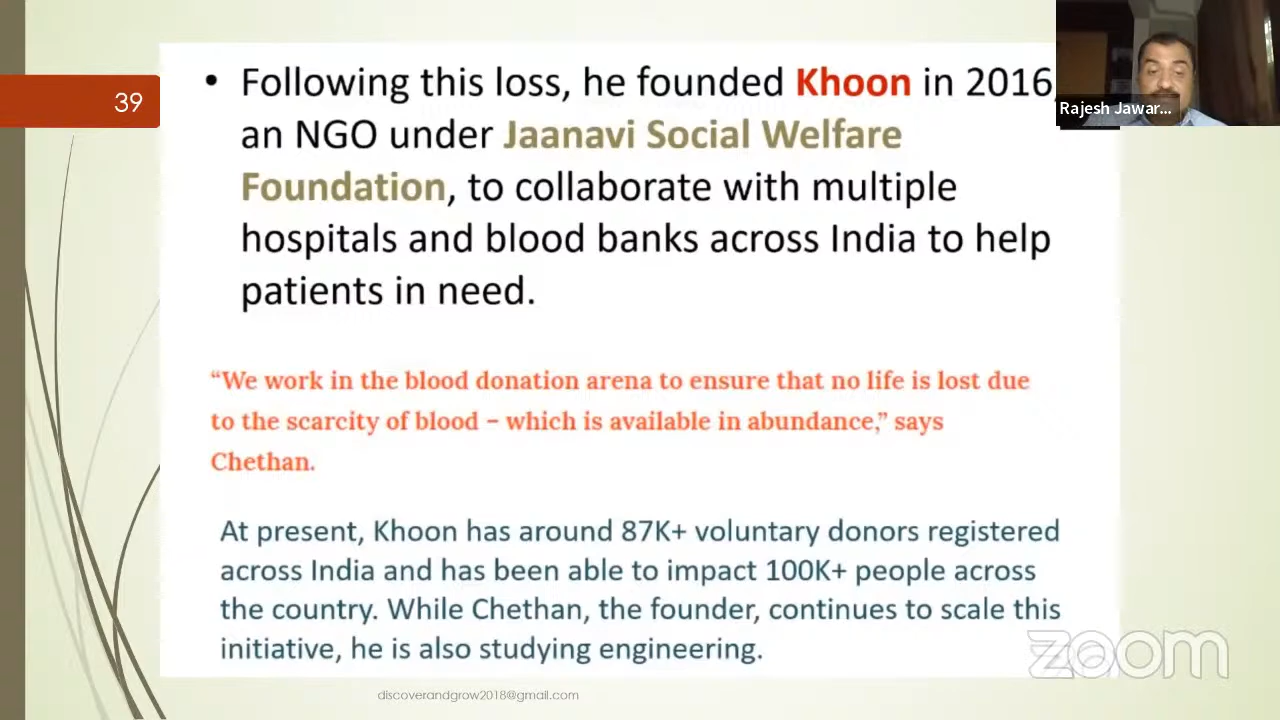 39
• Following this loss, he founded Khoon in 2016,
an NGO under Jaanavi Social Welfare
Foundation, to collaborate with multiple
hospitals and blood banks across India to help
patients in need.
“We work in the blood donation arena to ensure that no life is lost due
to the scarcity of blood – which is available in abundance,” says
Chethan.
At present, Khoon has around 87K+ voluntary donors registered
across India and has been able to impact 100K+ people across
the country. While Chethan, the founder, continues to scale this
initiative, he is also studying engineering.
discoverandgrow2018@gmail.com
Rajesh Jawar...
zoom